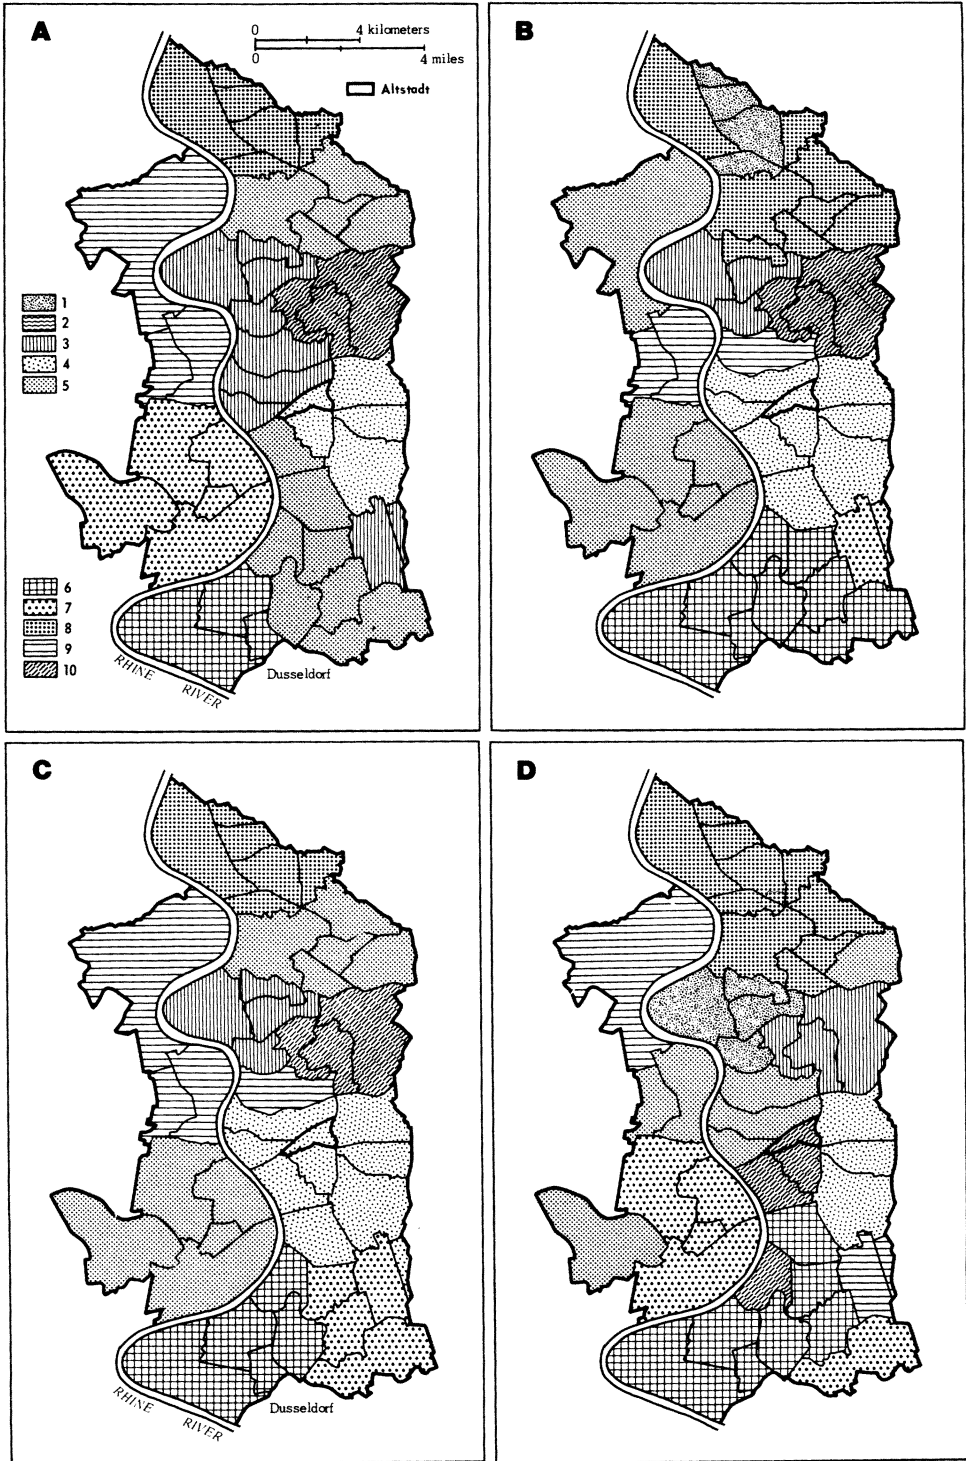 A
0 4 kilometers
0 4 miles
Altstadt
1
2
3
4
5
6
7
8
9
10
RHINE
RIVER
Dusseldorf
B
C
RHINE
RIVER
Dusseldorf
D